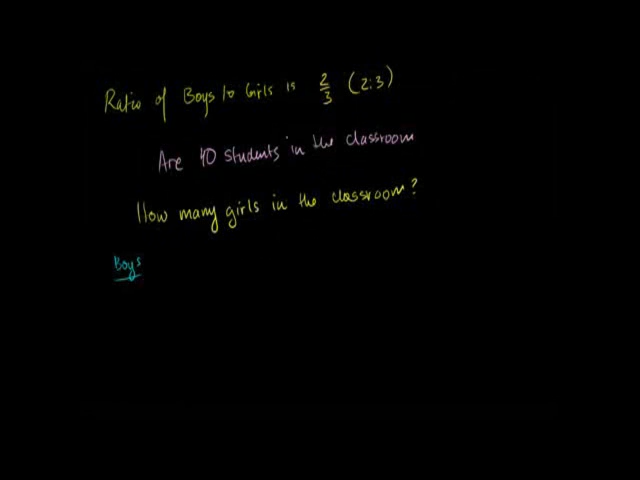 Ratio of Boys to Girls is 2/3 (2:3)
Are 40 students in the classroom
How many girls in the classroom?
Boys